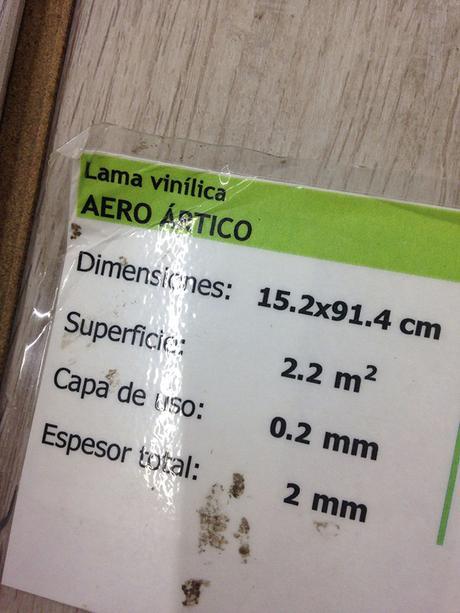 Lama vinílica
AERO ÁRTICO
Dimensiones: 15.2x91.4 cm
Superficie: 2.2 m²
Capa de uso: 0.2 mm
Espesor total: 2 mm